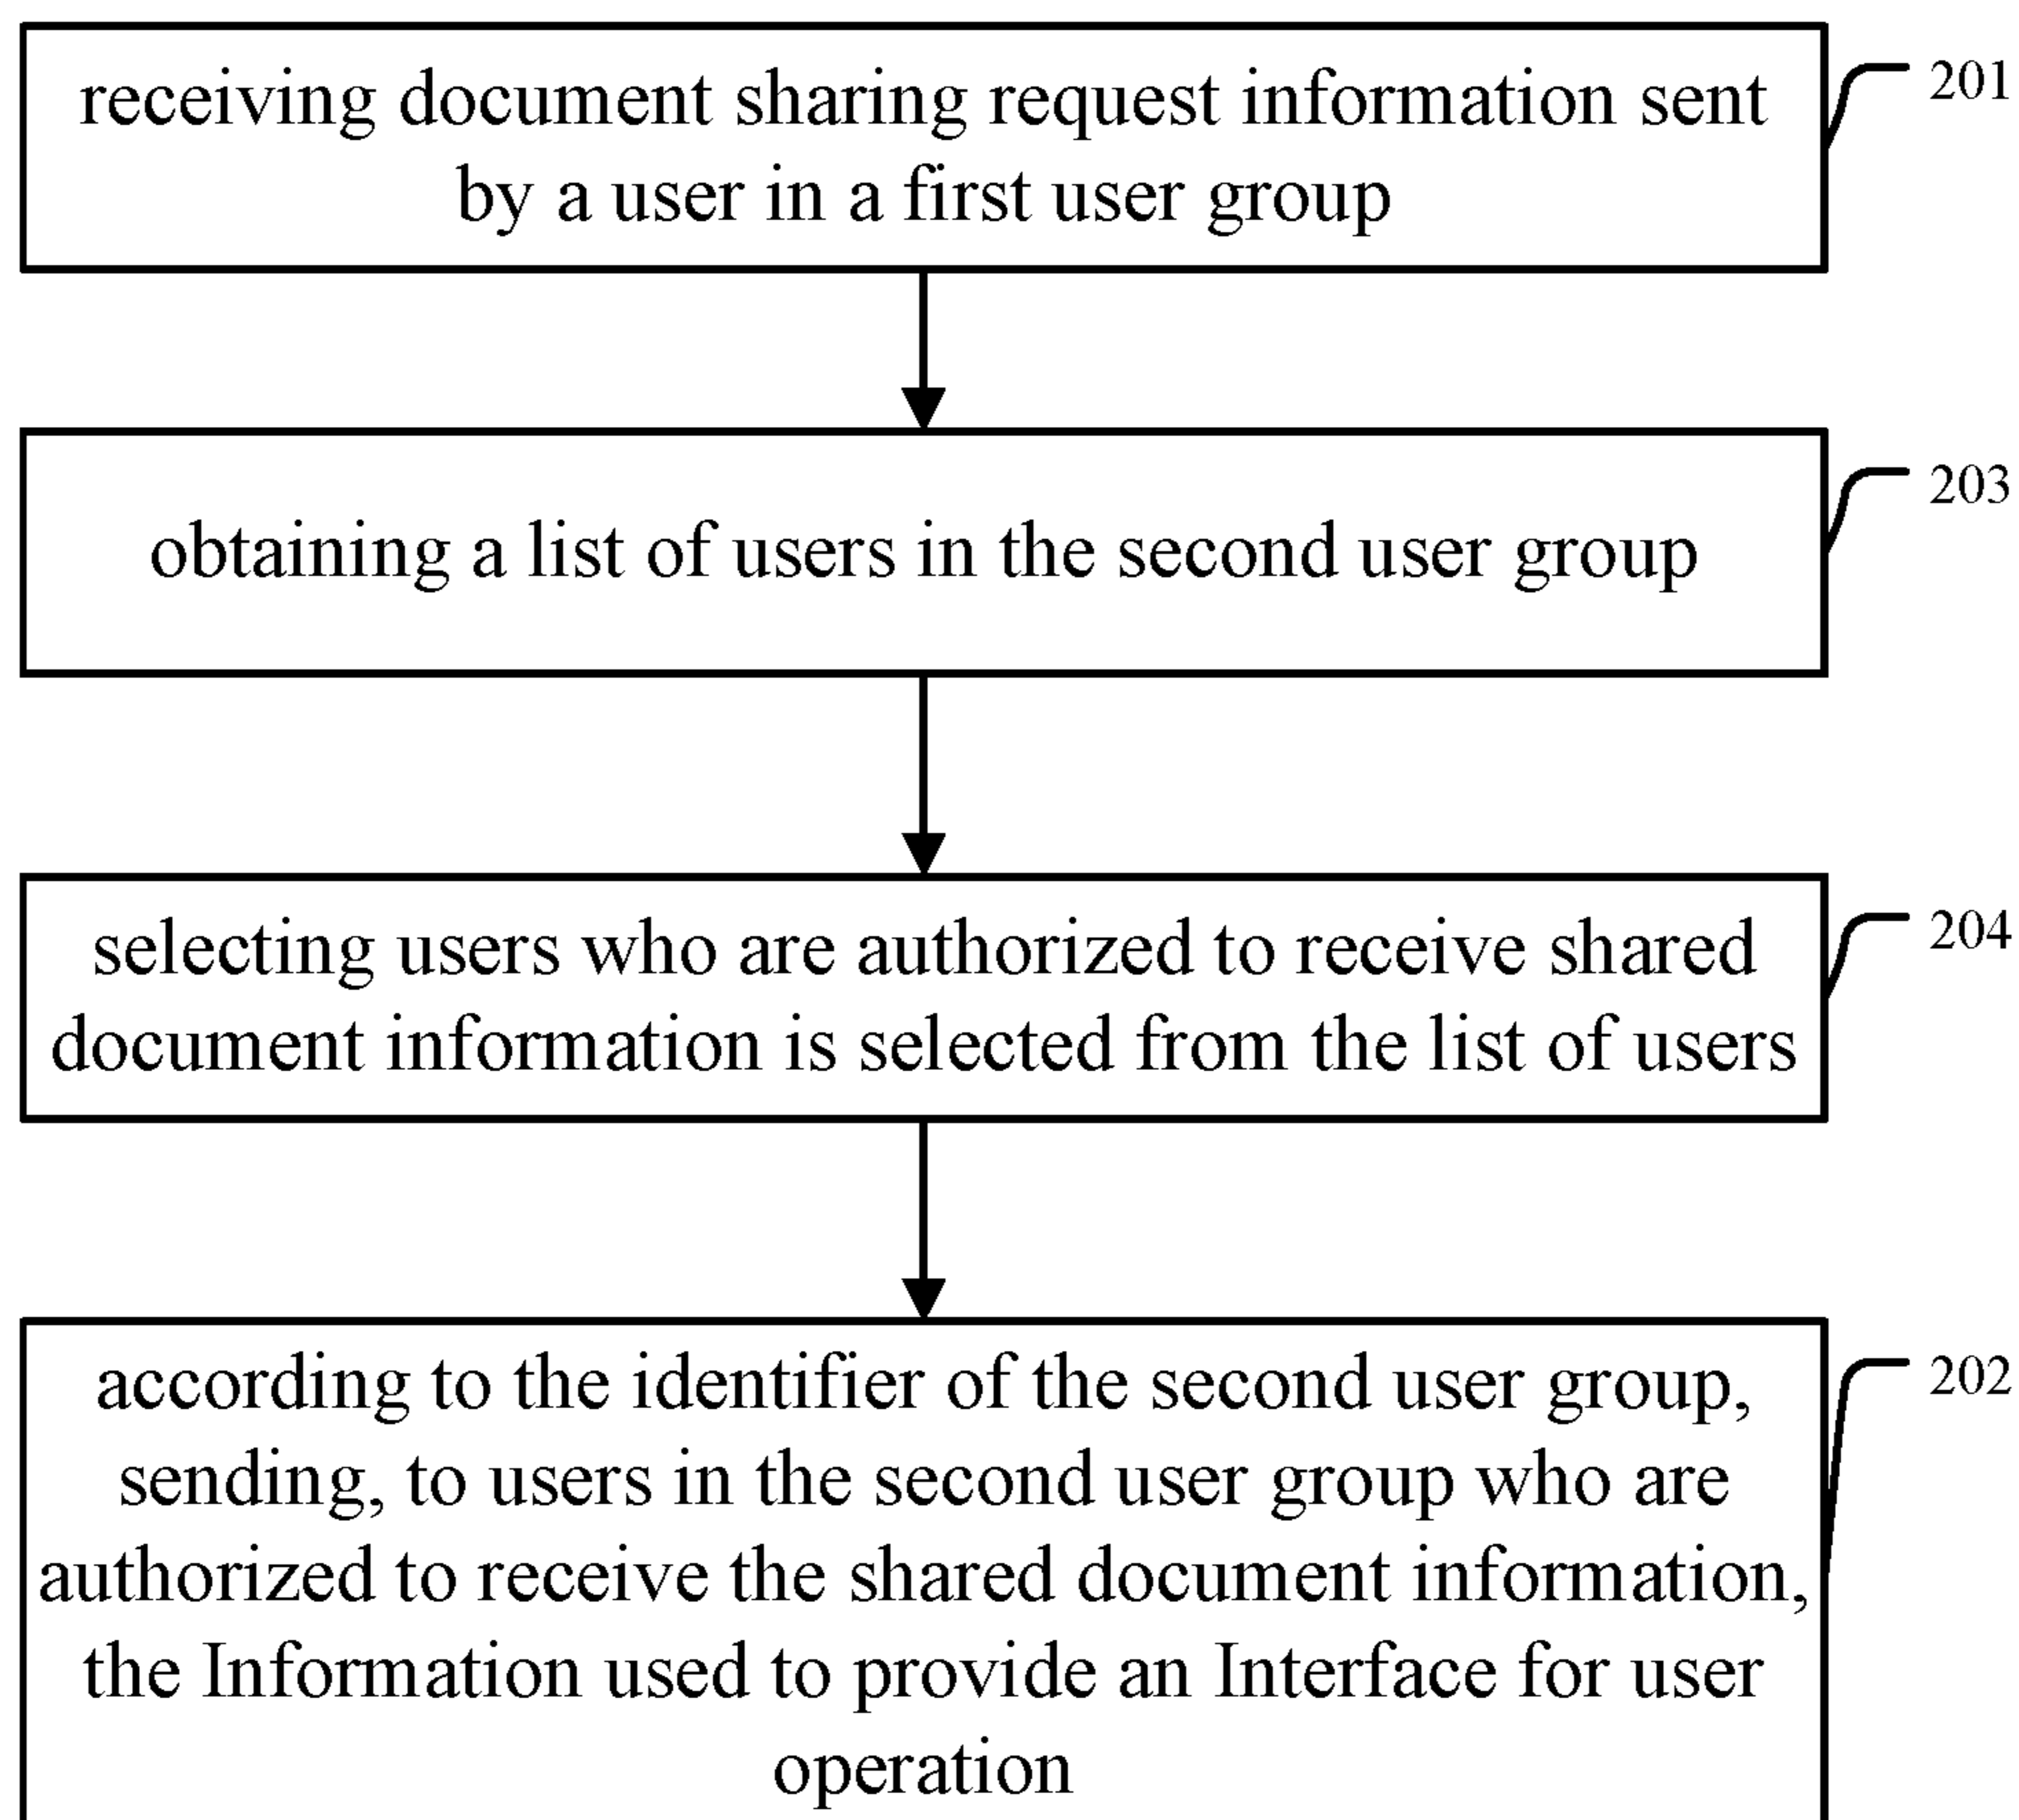 receiving document sharing request information sent
by a user in a first user group
201
obtaining a list of users in the second user group
203
selecting users who are authorized to receive shared
document information is selected from the list of users
204
according to the identifier of the second user group,
sending, to users in the second user group who are
authorized to receive the shared document information,
the Information used to provide an Interface for user
operation
202